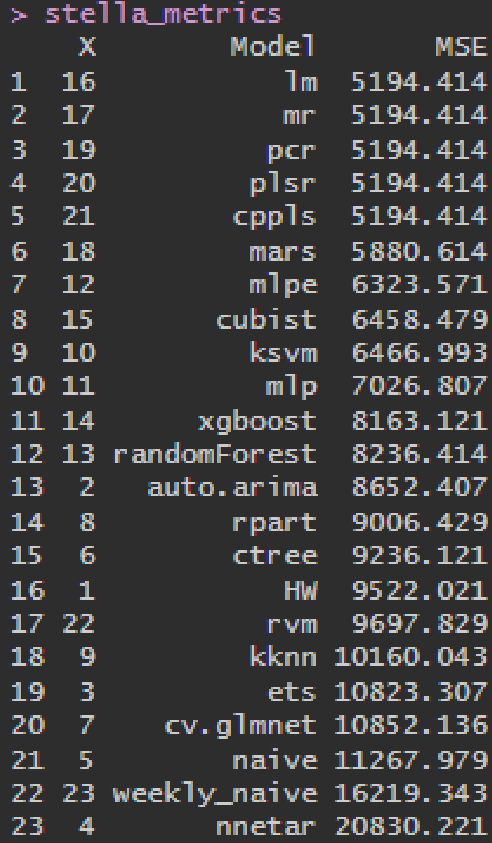 > stella_metrics
X Model MSE
1 16 lm 5194.414
2 17 mr 5194.414
3 19 pcr 5194.414
4 20 plsr 5194.414
5 21 cppls 5194.414
6 18 mars 5880.614
7 12 mlpe 6323.571
8 15 cubist 6458.479
9 10 ksvm 6466.993
10 11 mlp 7026.807
11 14 xgboost 8163.121
12 13 randomForest 8236.414
13 2 auto.arima 8652.407
14 8 rpart 9006.429
15 6 ctree 9236.121
16 1 HW 9522.021
17 22 rvm 9697.829
18 9 kknn 10160.043
19 3 ets 10823.307
20 7 cv.glmnet 10852.136
21 5 naive 11267.979
22 23 weekly_naive 16219.343
23 4 nnetar 20830.221